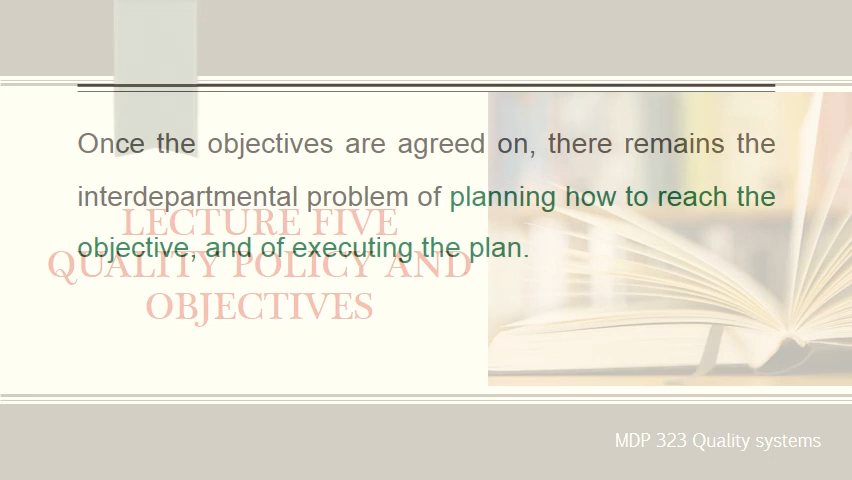 Once the objectives are agreed on, there remains the
interdepartmental problem of planning how to reach the
objective, and of executing the plan.
LECTURE FIVE
QUALITY POLICY AND
OBJECTIVES
MDP 323 Quality systems